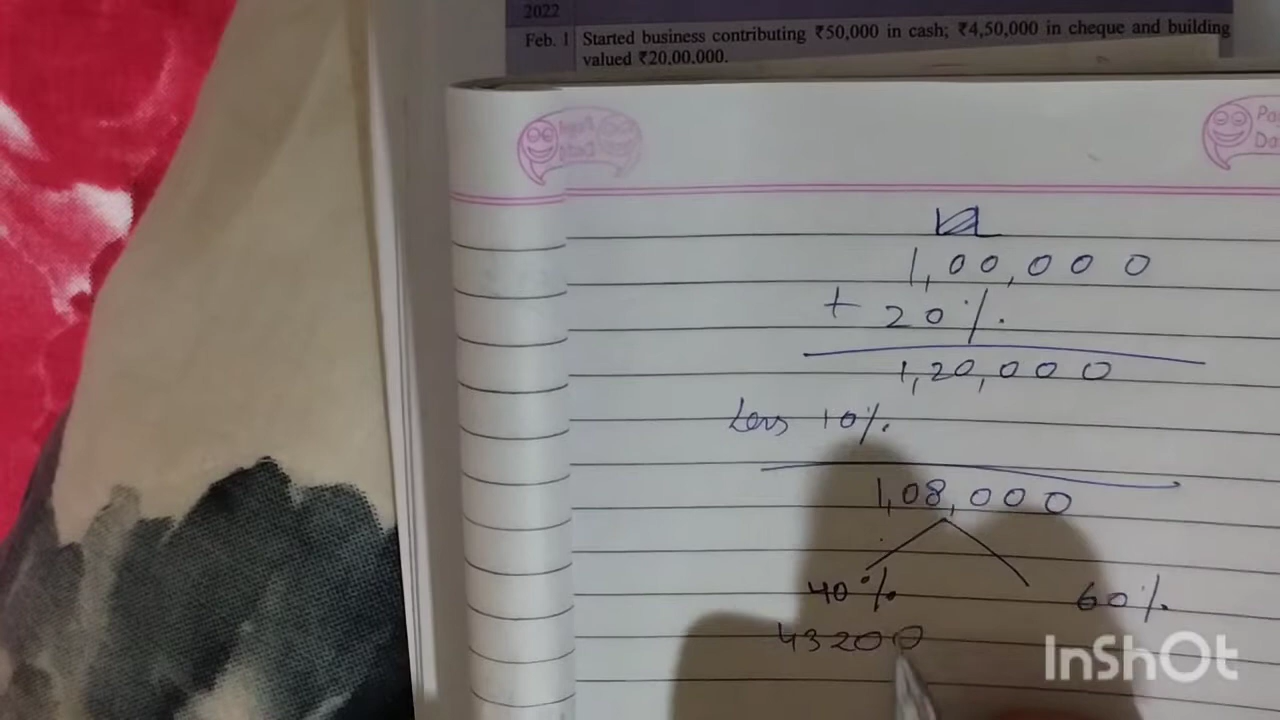 2022
Feb. 1 Started business contributing ₹50,000 in cash; ₹4,50,000 in cheque and building
valued ₹20,00,000.
1,00,000
+ 20%.
1,20,000
Less 10%.
1,08,000
40% 60%
43200
InShOt